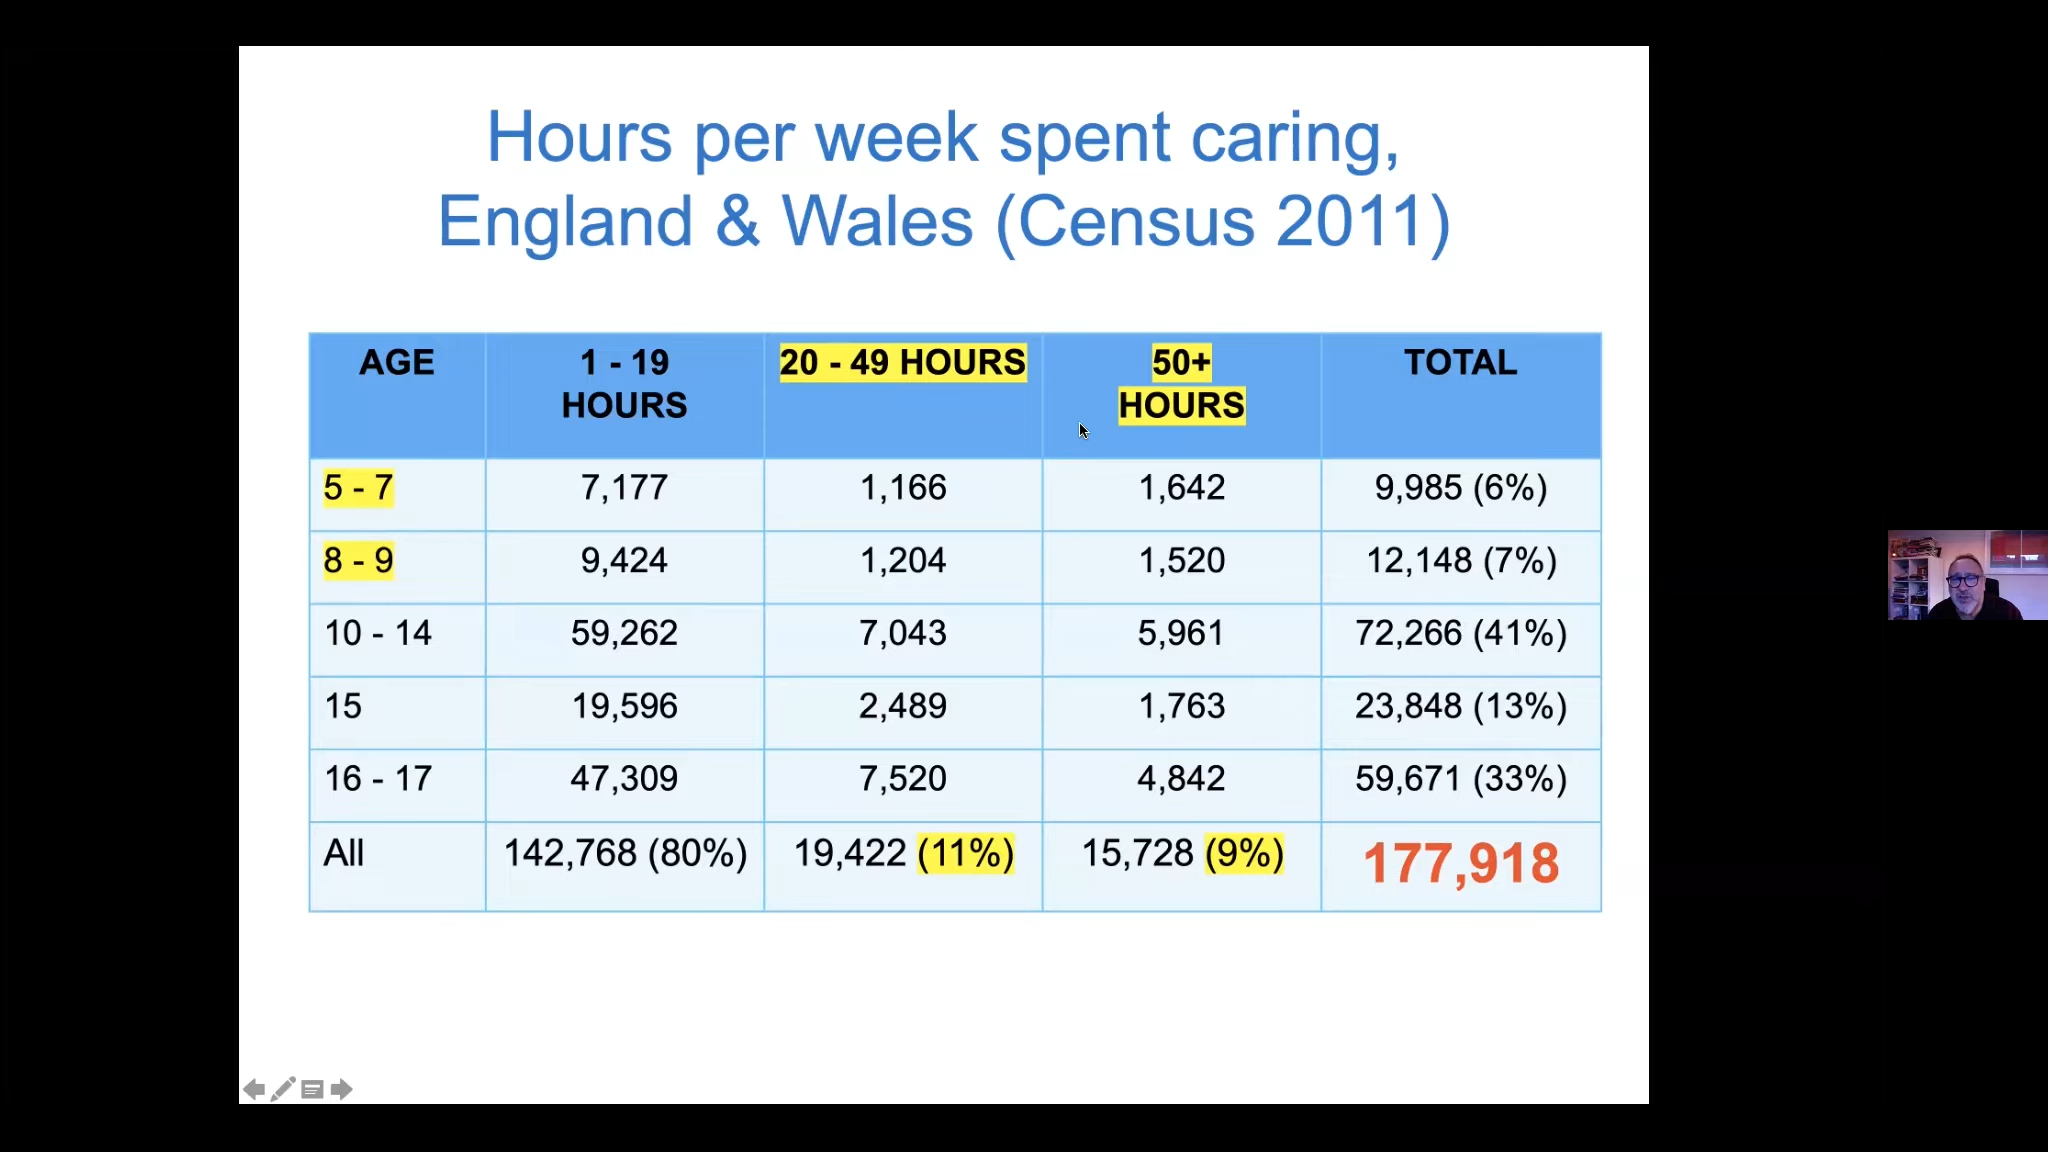 Hours per week spent caring,
England & Wales (Census 2011)
AGE 1 - 19 HOURS 20 - 49 HOURS 50+ HOURS TOTAL
5 - 7 7,177 1,166 1,642 9,985 (6%)
8 - 9 9,424 1,204 1,520 12,148 (7%)
10 - 14 59,262 7,043 5,961 72,266 (41%)
15 19,596 2,489 1,763 23,848 (13%)
16 - 17 47,309 7,520 4,842 59,671 (33%)
All 142,768 (80%) 19,422 (11%) 15,728 (9%) 177,918